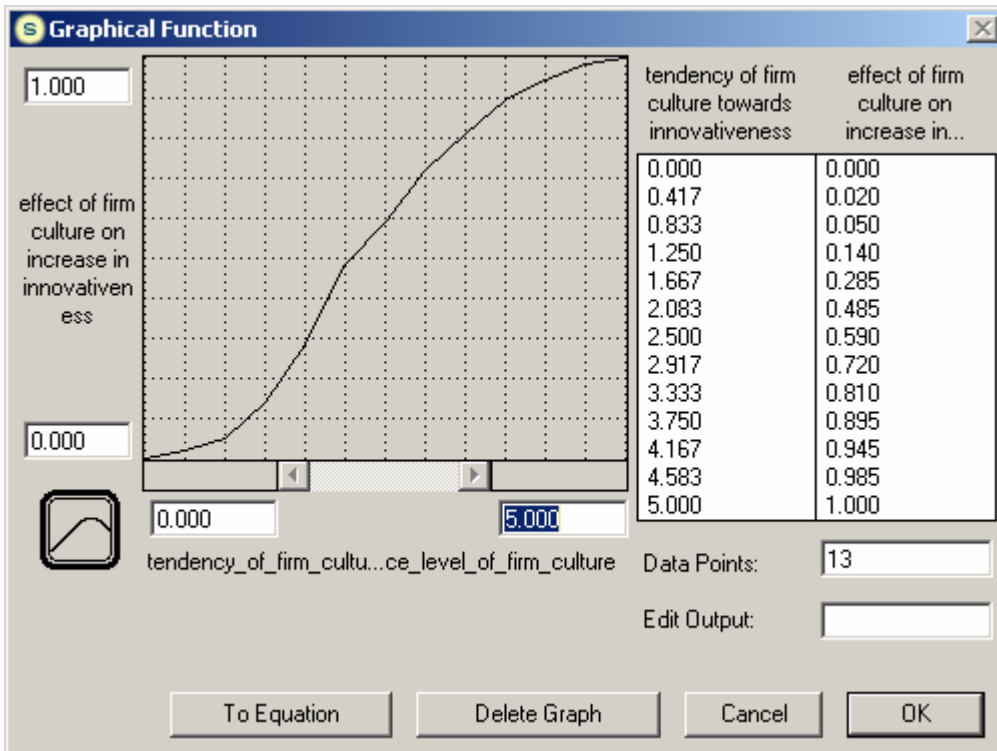 S Graphical Function
1.000
effect of firm
culture on
increase in
innovativen
ess
0.000
0.000
5.000
tendency_of_firm_cultu...ce_level_of_firm_culture
tendency of firm
culture towards
innovativeness
effect of firm
culture on
increase in...
0.000 0.000
0.417 0.020
0.833 0.050
1.250 0.140
1.667 0.285
2.083 0.485
2.500 0.590
2.917 0.720
3.333 0.810
3.750 0.895
4.167 0.945
4.583 0.985
5.000 1.000
Data Points: 13
Edit Output:
To Equation
Delete Graph
Cancel
OK